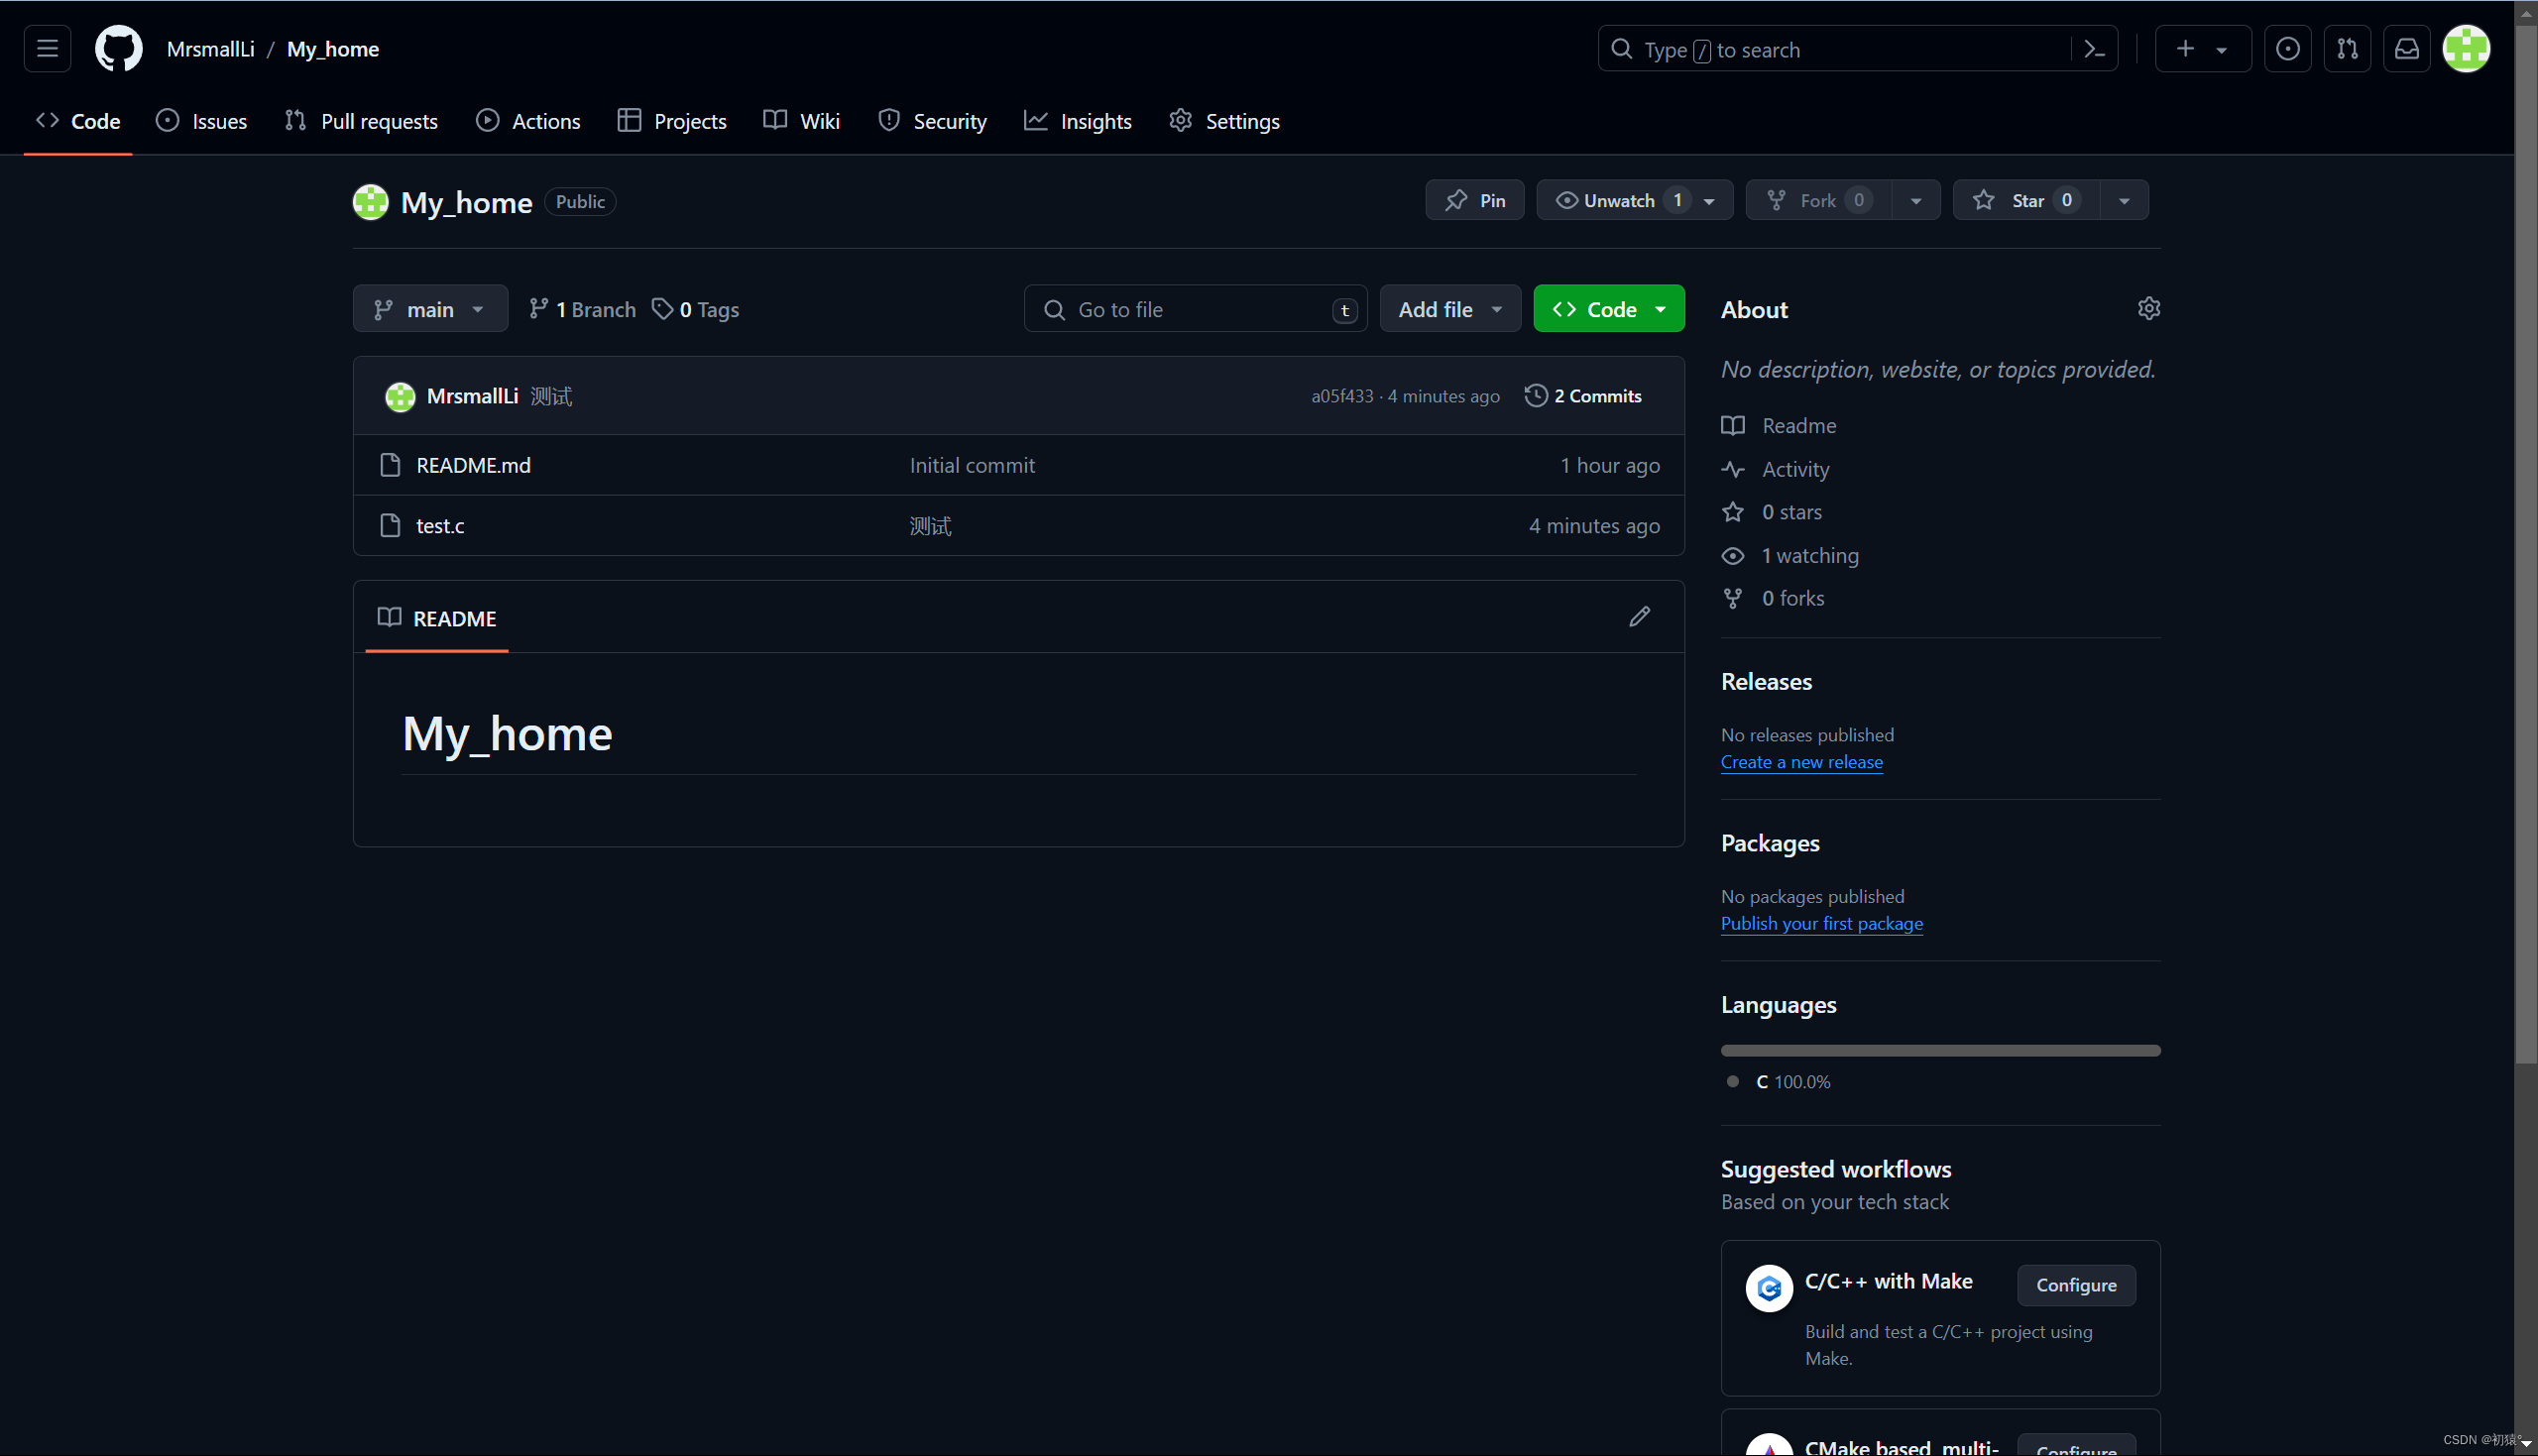 MrsmallLi / My_home
Type / to search
Code Issues Pull requests Actions Projects Wiki Security Insights Settings
My_home Public
Pin Unwatch 1 Fork 0 Star 0
main 1 Branch 0 Tags Go to file t Add file Code
MrsmallLi 测试 a05f433 · 4 minutes ago 2 Commits
README.md Initial commit 1 hour ago
test.c 测试 4 minutes ago
README
My_home
About
No description, website, or topics provided.
Readme
Activity
0 stars
1 watching
0 forks
Releases
No releases published
Create a new release
Packages
No packages published
Publish your first package
Languages
C 100.0%
Suggested workflows
Based on your tech stack
C/C++ with Make Configure
Build and test a C/C++ project using
Make.
CMake based, multi- Configure
CSDN @初猿°